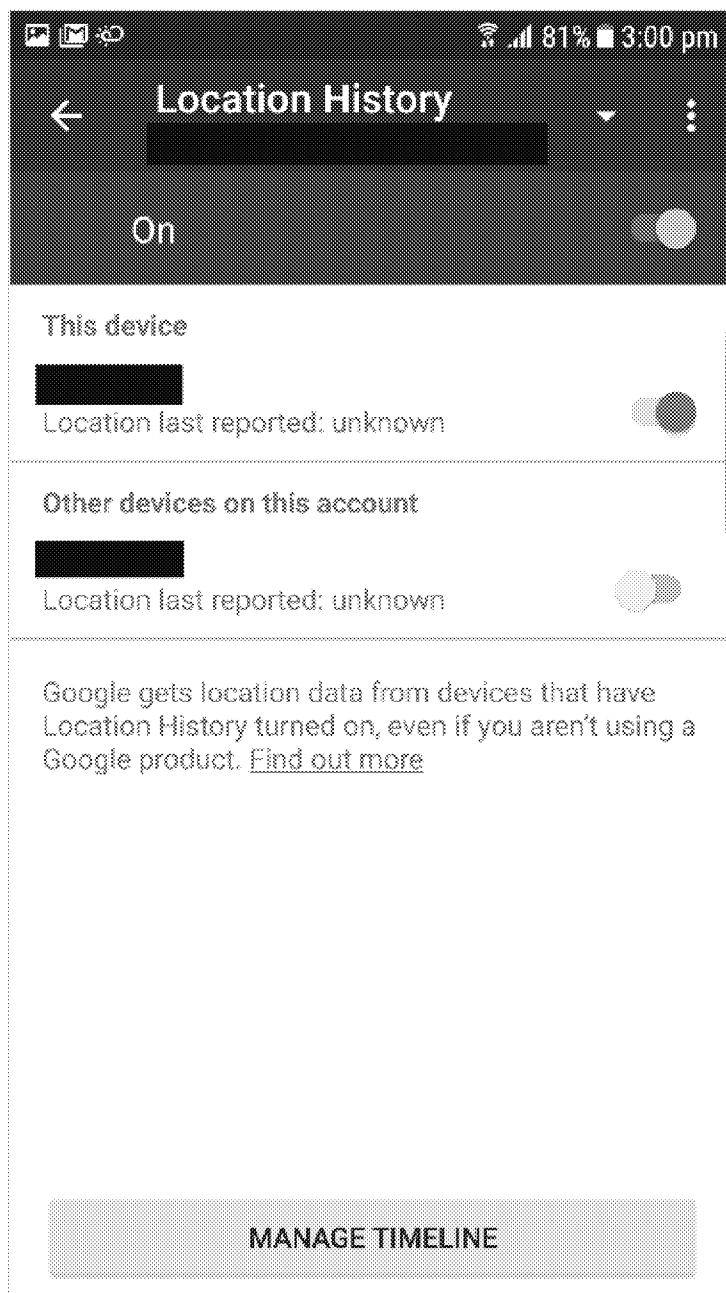 81% 3:00 pm
Location History
On
This device
Location last reported: unknown
Other devices on this account
Location last reported: unknown
Google gets location data from devices that have
Location History turned on, even if you aren't using a
Google product. Find out more
MANAGE TIMELINE